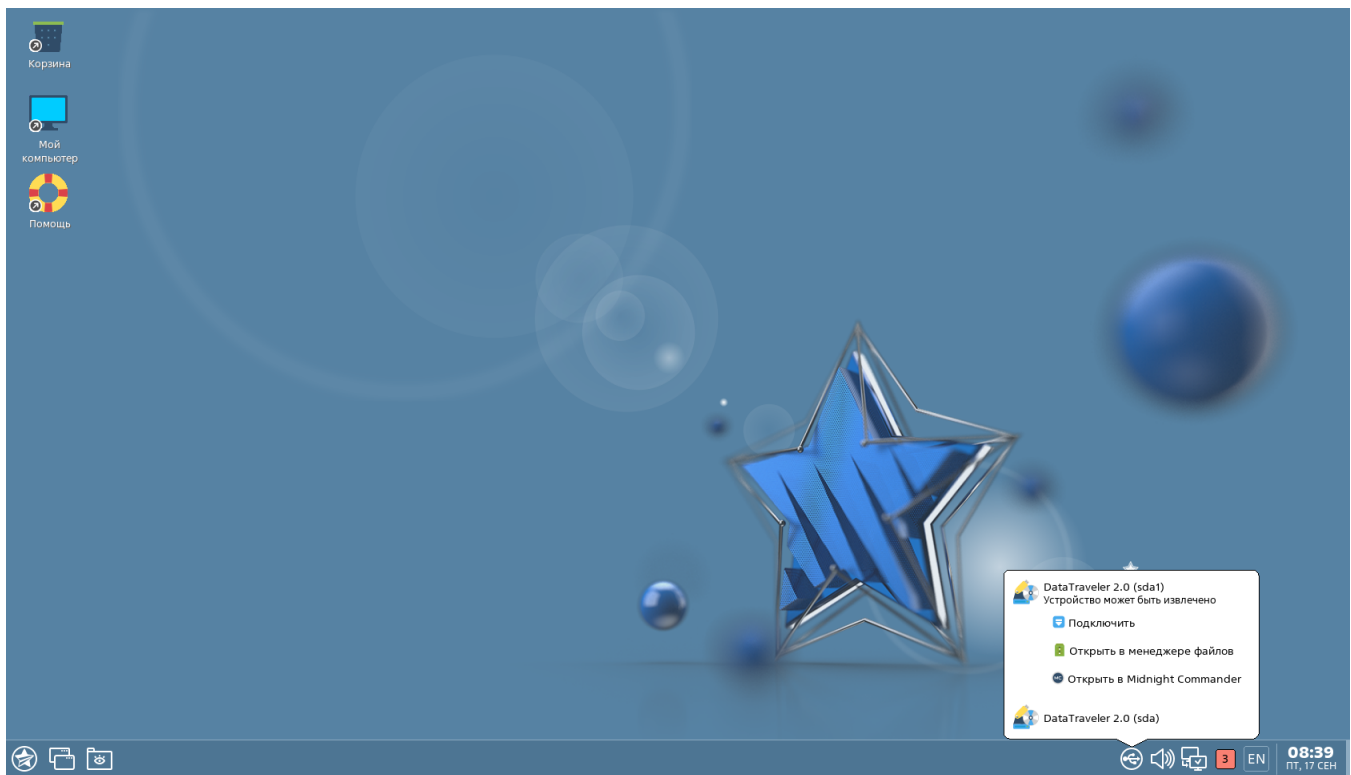 Корзина
Мой
компьютер
Помощь
DataTraveler 2.0 (sda1)
Устройство может быть извлечено
Подключить
Открыть в менеджере файлов
MC
Открыть в Midnight Commander
DataTraveler 2.0 (sda)
3
EN
08:39
ПТ, 17 СЕН